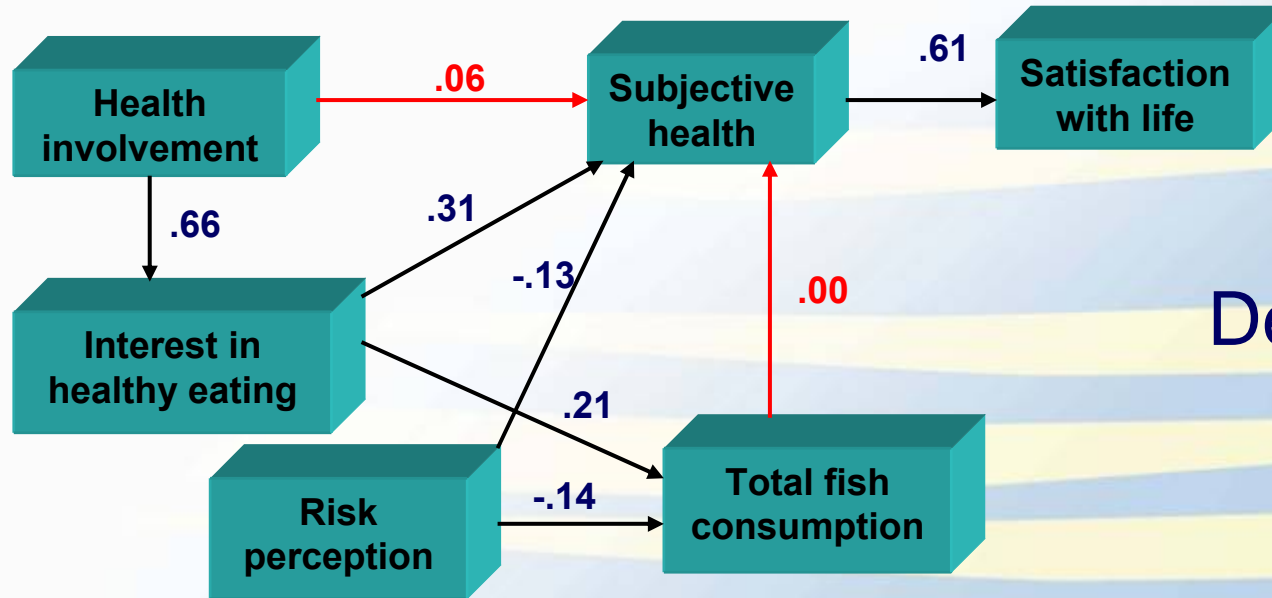 Health
involvement
.06
Subjective
health
.61
Satisfaction
with life
.66
.31
-.13
.00
Interest in
healthy eating
De
.21
Risk
perception
-.14
Total fish
consumption